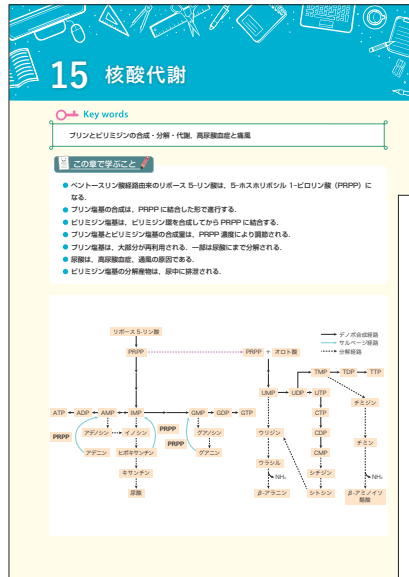 15 核酸代謝
Key words
プリンとピリミジンの合成・分解・代謝、高尿酸血症と痛風
この章で学ぶこと
● ペントースリン酸経路由来のリボース 5-リン酸は、5-ホスホリボシル 1-ピロリン酸（PRPP）に
なる．
● プリン塩基の合成は、PRPP に結合した形で進行する．
● ピリミジン塩基は、ピリミジン環を合成してから PRPP に結合する．
● プリン塩基とピリミジン塩基の合成量は、PRPP 濃度により調節される．
● プリン塩基は、大部分が再利用される．一部は尿酸にまで分解される．
● 尿酸は、高尿酸血症、痛風の原因である．
● ピリミジン塩基の分解産物は、尿中に排泄される．
リボース 5-リン酸
デノボ合成経路
サルベージ経路
分解経路
PRPP
PRPP + オロト酸
TMP TDP TTP
UMP UDP UTP
ATP ADP AMP IMP GMP GDP GTP
チミジン
CTP
PRPP アデノシン イノシン PRPP グアノシン
ウリジン
CDP
PRPP
アデニン ヒポキサンチン グアニン
CMP
チミン
ウラシル
キサンチン
シチジン
NH₃
NH₃
尿酸
β-アラニン
シトシン
β-アミノイソ
酪酸